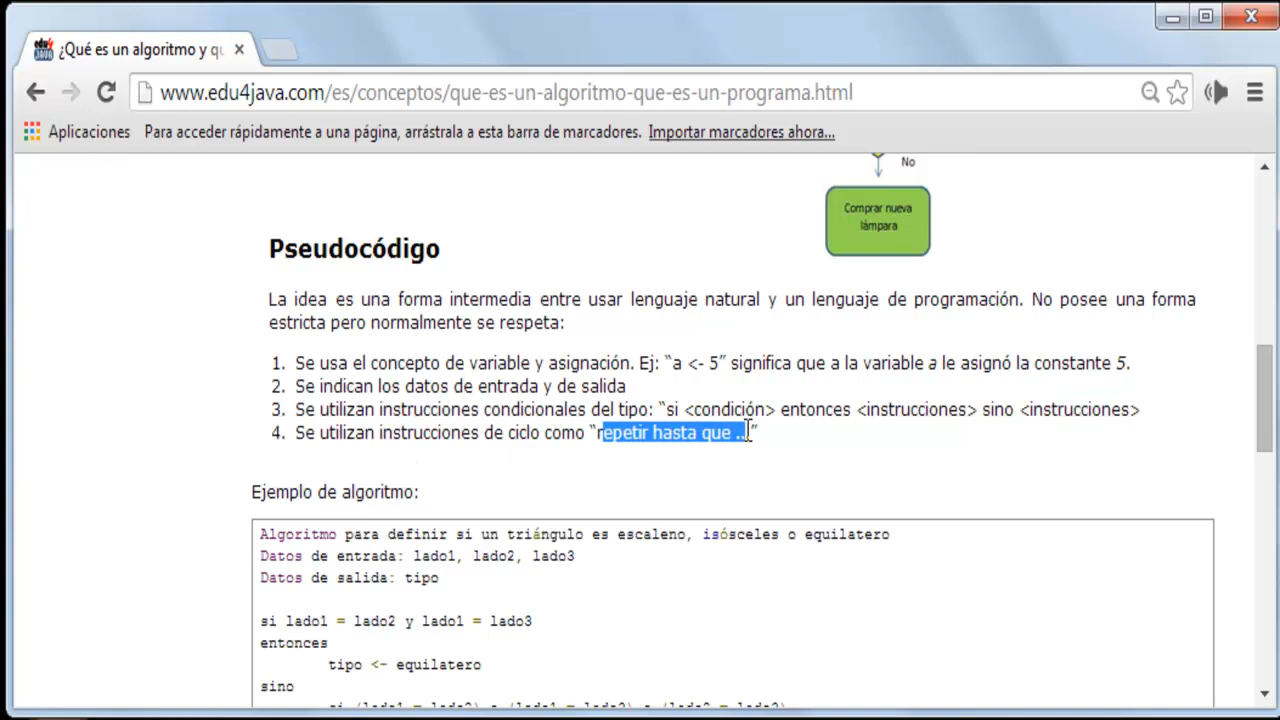 ¿Qué es un algoritmo y qu
www.edu4java.com/es/conceptos/que-es-un-algoritmo-que-es-un-programa.html
Aplicaciones Para acceder rápidamente a una página, arrástrala a esta barra de marcadores. Importar marcadores ahora...
No
Comprar nueva
lámpara
Pseudocódigo
La idea es una forma intermedia entre usar lenguaje natural y un lenguaje de programación. No posee una forma
estricta pero normalmente se respeta:
1. Se usa el concepto de variable y asignación. Ej: “a <- 5” significa que a la variable a le asignó la constante 5.
2. Se indican los datos de entrada y de salida
3. Se utilizan instrucciones condicionales del tipo: “si <condición> entonces <instrucciones> sino <instrucciones>
4. Se utilizan instrucciones de ciclo como “repetir hasta que ...”
Ejemplo de algoritmo:
Algoritmo para definir si un triángulo es escaleno, isósceles o equilatero
Datos de entrada: lado1, lado2, lado3
Datos de salida: tipo
si lado1 = lado2 y lado1 = lado3
entonces
tipo <- equilatero
sino